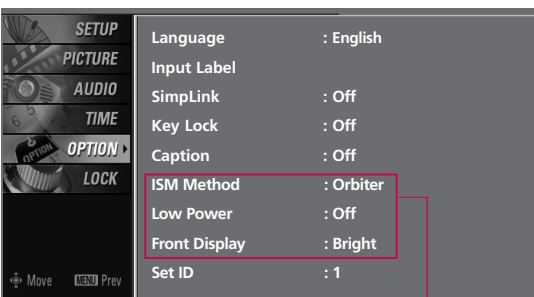 SETUP
PICTURE
AUDIO
TIME
OPTION
LOCK
Move MENU Prev
Language : English
Input Label
SimpLink : Off
Key Lock : Off
Caption : Off
ISM Method : Orbiter
Low Power : Off
Front Display : Bright
Set ID : 1